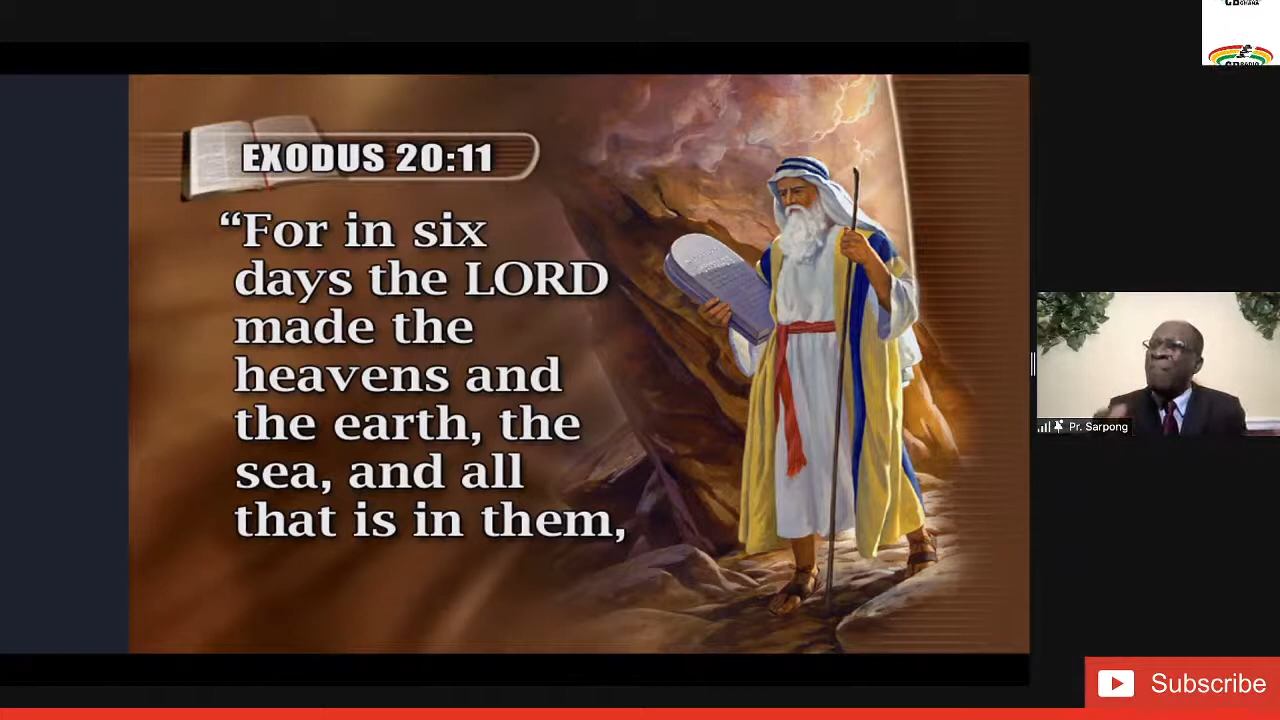 EXODUS 20:11
“For in six
days the LORD
made the
heavens and
the earth, the
sea, and all
that is in them,
Pr. Sarpong
Subscribe